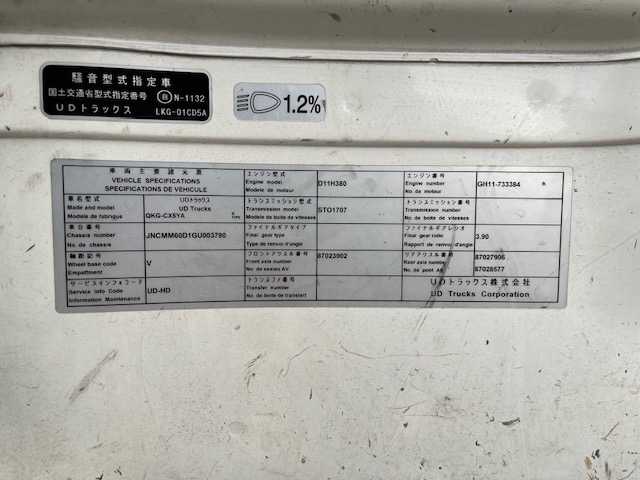 騒音型式指定車
国土交通省型式指定番号 自 N-1132
UDトラックス LKG-01CD5A
1.2%
車両主要諸元票
VEHICLE SPECIFICATIONS
SPECIFICATIONS DE VEHICULE
車名型式 UDトラックス
Made and model UD Trucks
Modèle de fabrique QKG-CX5YA
車台番号
Chassis number JNCMM60D1GU003790
No. de chassis
軸距記号
Wheel base code V
Empattment
サービスインフォコード
Service info Code UD-HD
Information Maintenance
エンジン型式 D11H380
Engine model
Modèle de moteur
トランスミッション型式
Transmission model STO1707
Modèle de boite de vitesses
ファイナルギアタイプ
Final gear type
Type de renvoi d'angle
フロントアクスル番号 87023902
Front axle number
No. de essieu AV.
トランスファ番号
Transfer number
No. de boite de transfert
エンジン番号
Engine number GH11-733384
No. de moteur
トランスミッション番号
Transmission number
No. de boite de vitesses
ファイナルギアレシオ
Final gear ratio 3.90
Rapport de renvoi d'angle
リアアクスル番号 87027906
Rear axle number
No. de pont AR 87028577
UDトラックス株式会社
UD Trucks Corporation